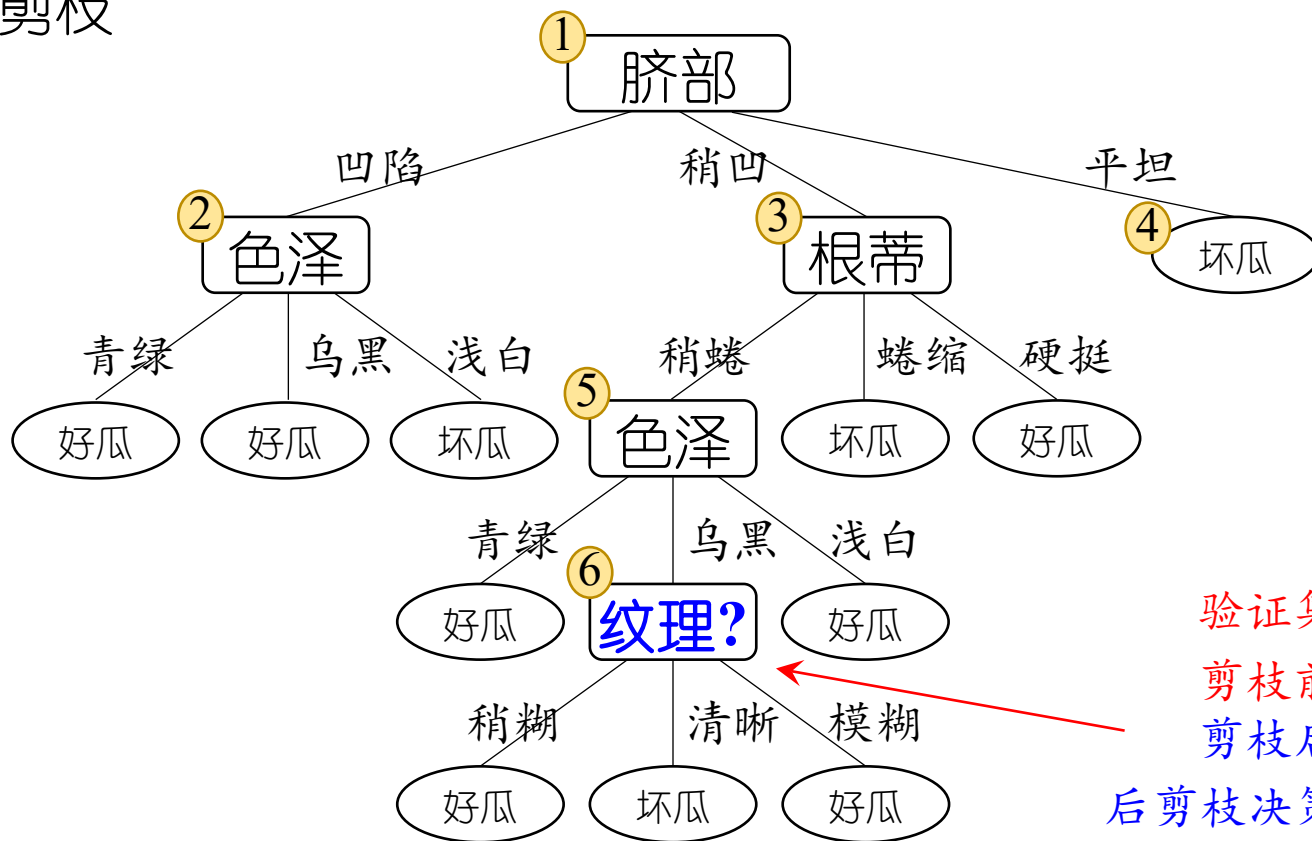 剪枝
1
脐部
凹陷 稍凹 平坦
2 3 4
色泽 根蒂 坏瓜
青绿 乌黑 浅白 稍蜷 蜷缩 硬挺
5
好瓜 好瓜 坏瓜 色泽 坏瓜 好瓜
青绿 乌黑 浅白
6
好瓜 纹理? 好瓜
验证集
剪枝前
稍糊 清晰 模糊
剪枝后
好瓜 坏瓜 好瓜
后剪枝决策